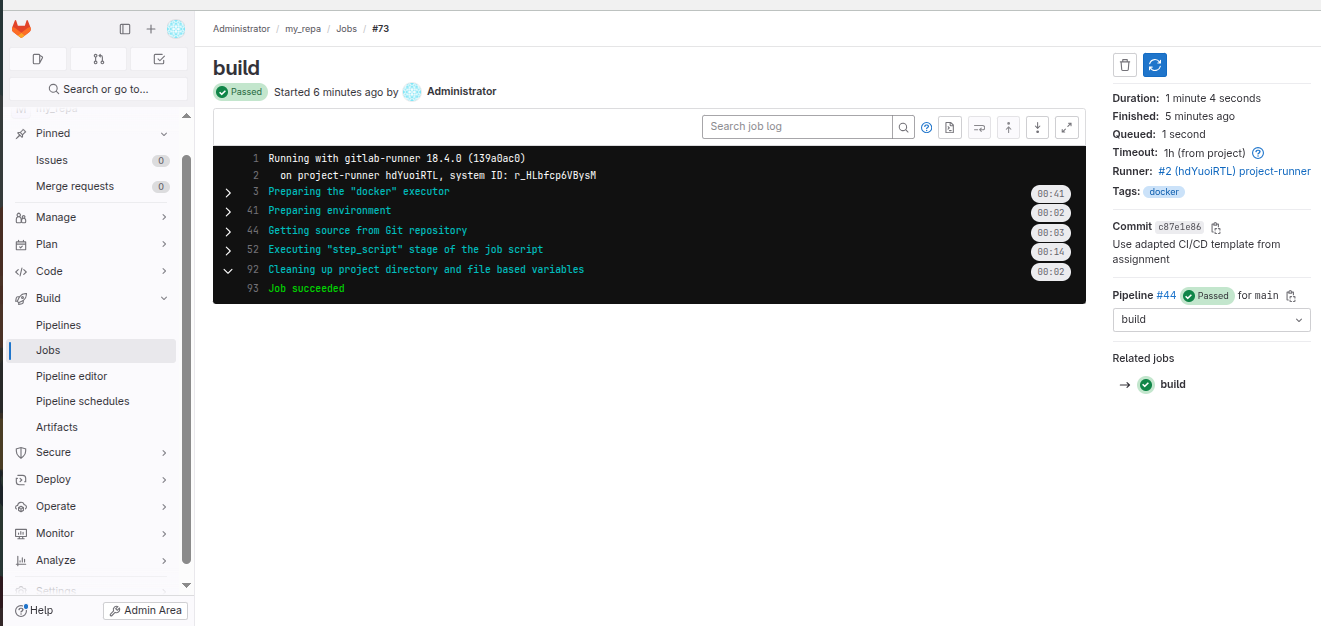 Administrator / my_repa / Jobs / #73
Search or go to...
my_repa
Pinned
Issues 0
Merge requests 0
Manage
Plan
Code
Build
Pipelines
Jobs
Pipeline editor
Pipeline schedules
Artifacts
Secure
Deploy
Operate
Monitor
Analyze
Settings
Help
Admin Area
build
Passed Started 6 minutes ago by Administrator
Search job log
1 Running with gitlab-runner 18.4.0 (139a0ac0)
2 on project-runner hdYuoiRTL, system ID: r_HLbfcp6VBysM
3 Preparing the "docker" executor 00:41
41 Preparing environment 00:02
44 Getting source from Git repository 00:03
52 Executing "step_script" stage of the job script 00:14
92 Cleaning up project directory and file based variables 00:02
93 Job succeeded
Duration: 1 minute 4 seconds
Finished: 5 minutes ago
Queued: 1 second
Timeout: 1h (from project)
Runner: #2 (hdYuoiRTL) project-runner
Tags: docker
Commit c87e1e86
Use adapted CI/CD template from
assignment
Pipeline #44 Passed for main
build
Related jobs
→ build